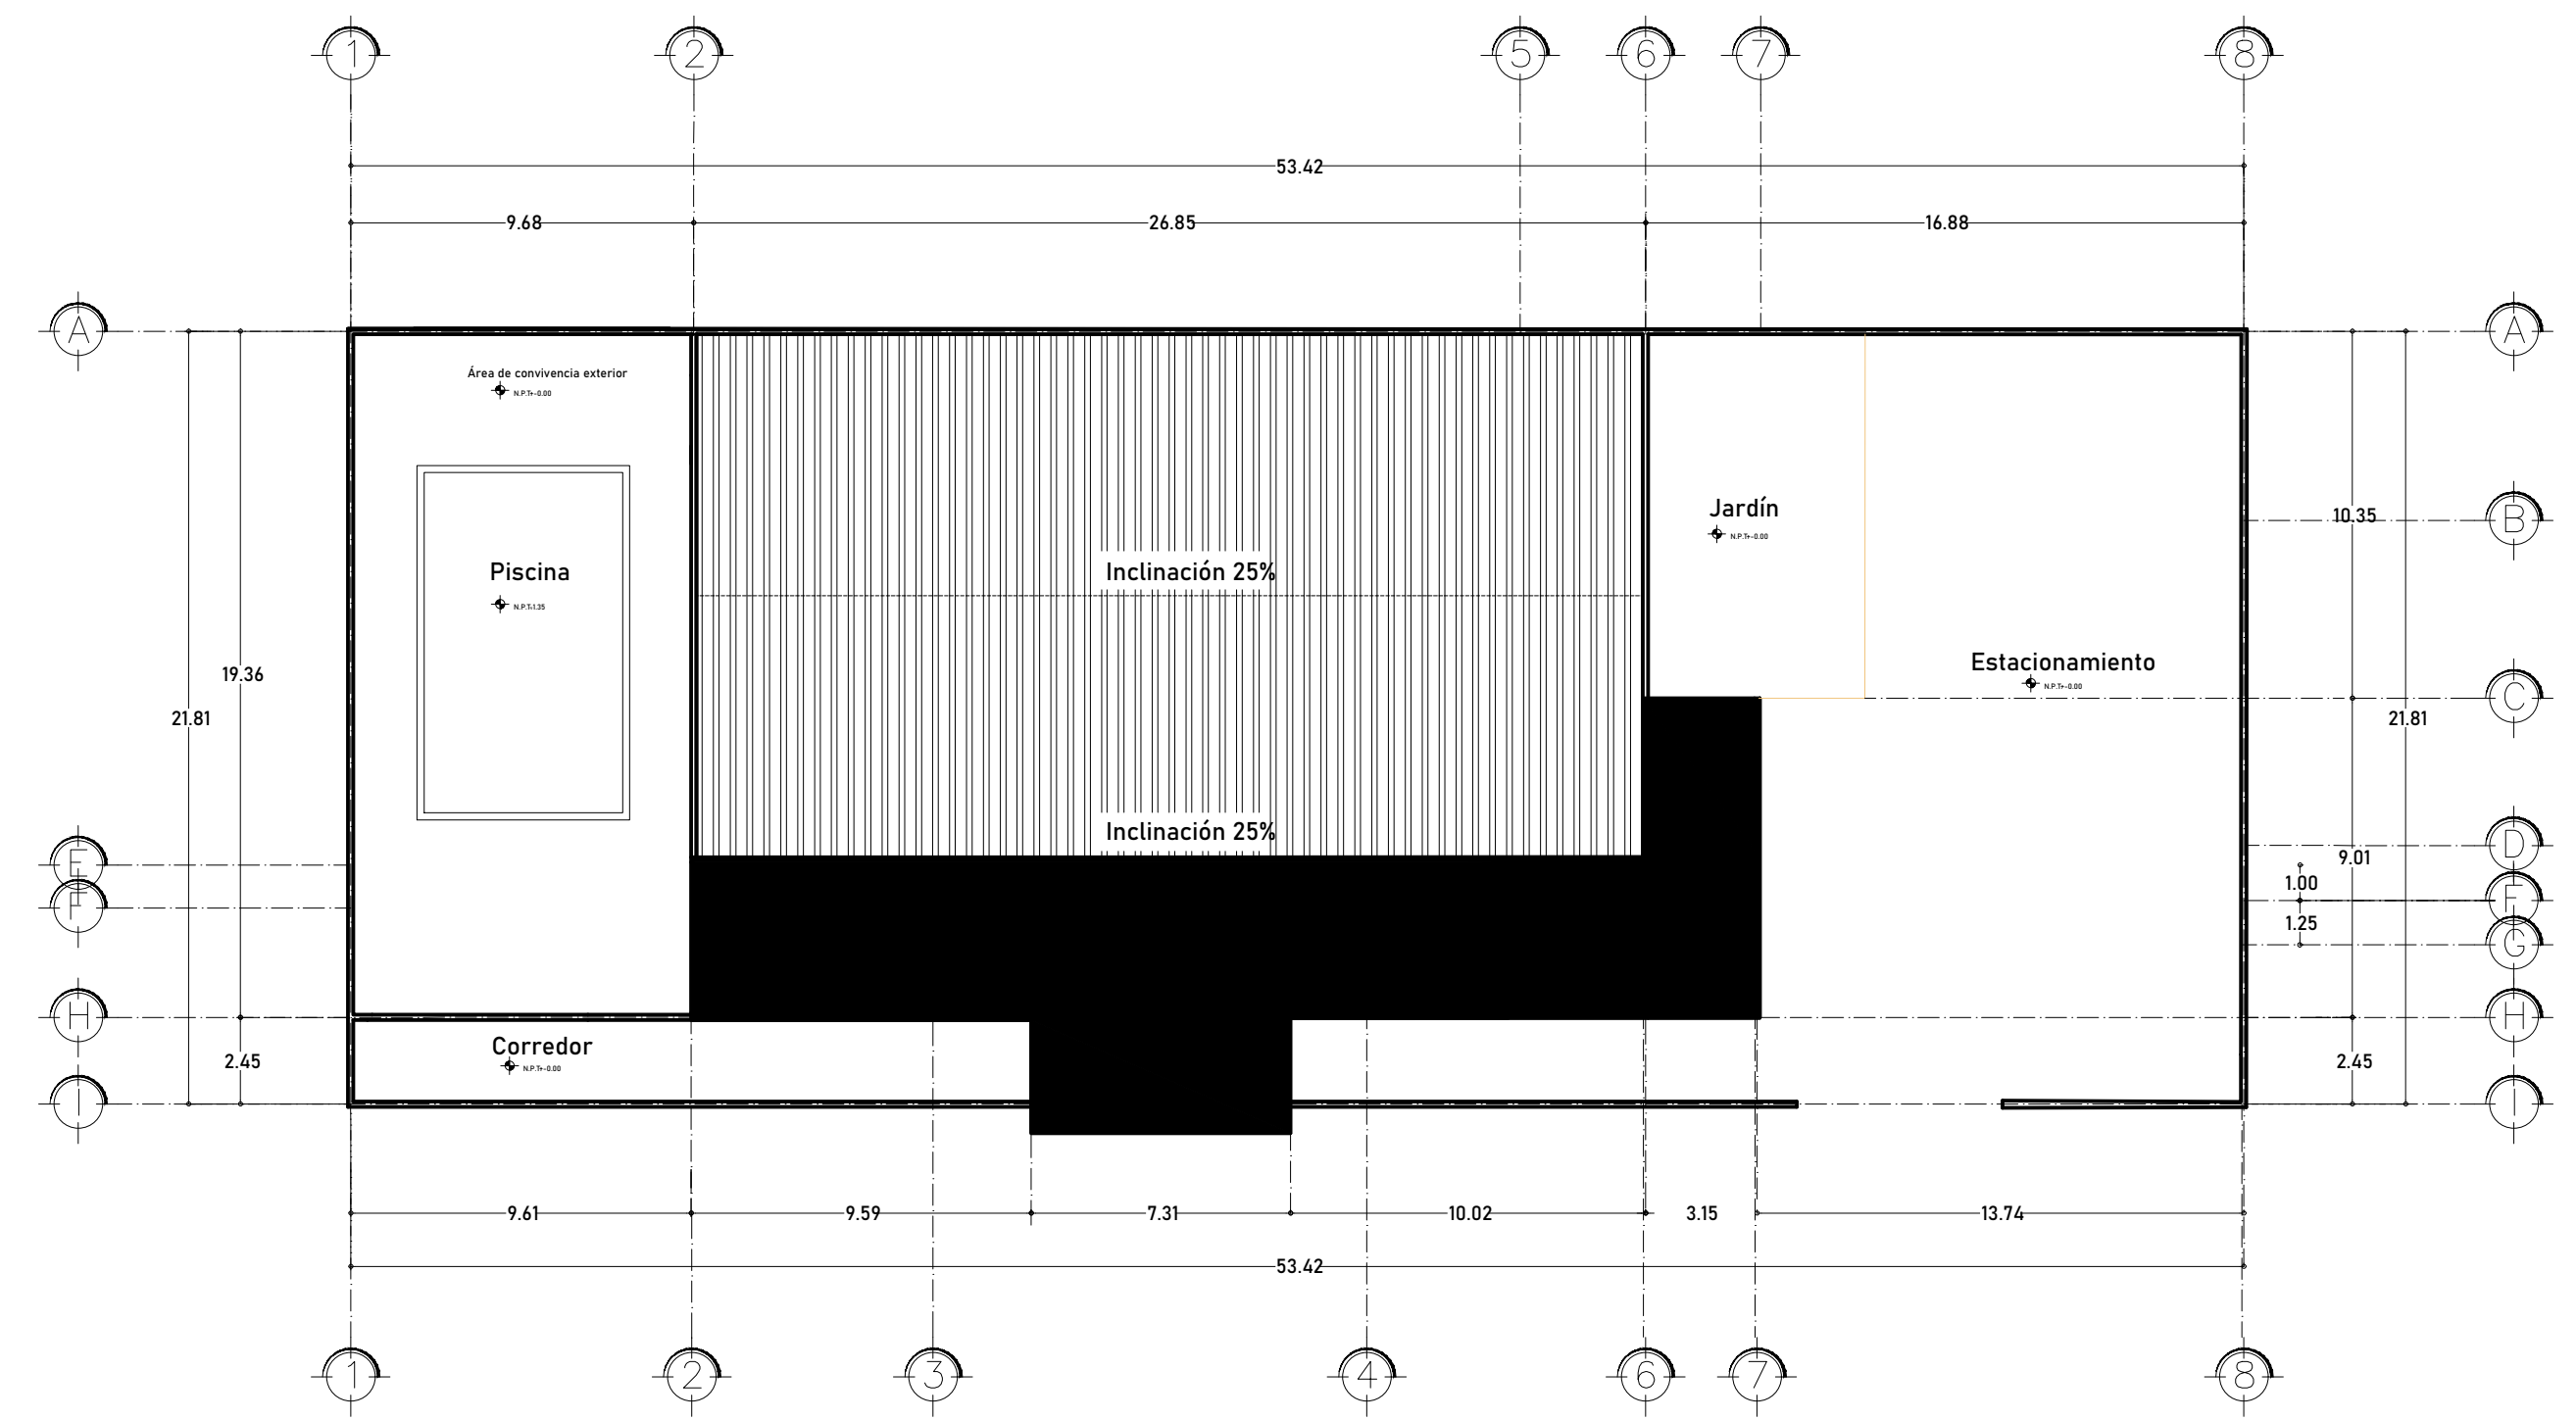 1 2 5 6 7 8
53.42
9.68 26.85 16.88
A A
Área de convivencia exterior
N.P.T+-0.00
Jardín
N.P.T+-0.00
10.35
B
Piscina
N.P.T-1.35
Inclinación 25%
Estacionamiento
N.P.T+-0.00
19.36
C
21.81 21.81
Inclinación 25%
D
E
9.01
1.00
F F
1.25
G
H H
Corredor
N.P.T+-0.00
2.45 2.45
I I
9.61 9.59 7.31 10.02 3.15 13.74
53.42
1 2 3 4 6 7 8